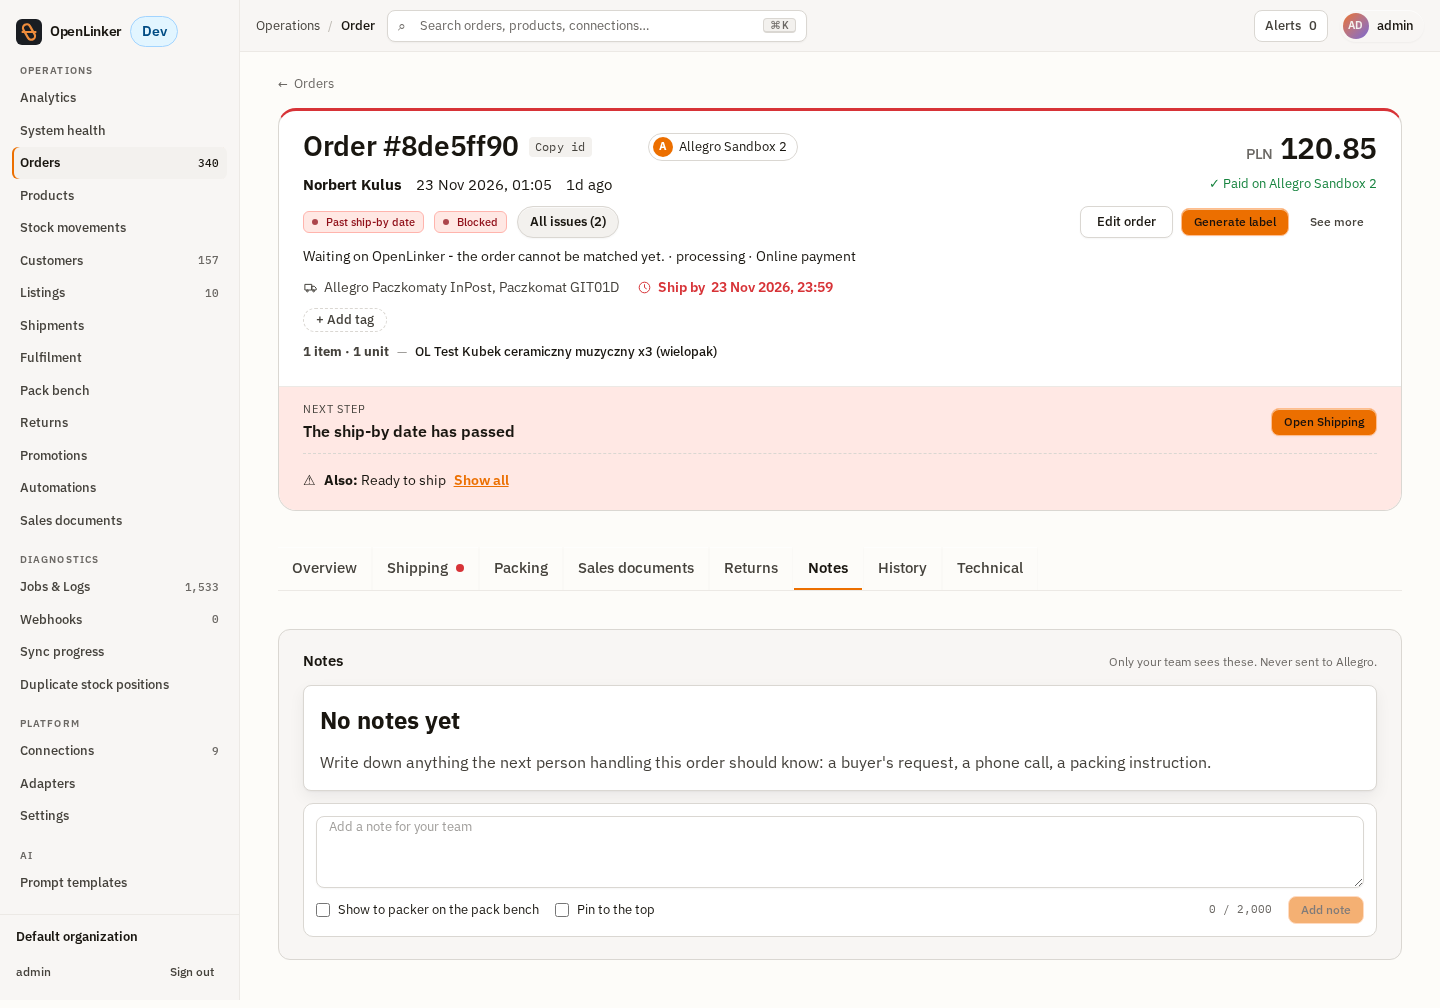 OpenLinker Dev
OPERATIONS
Analytics
System health
Orders 340
Products
Stock movements
Customers 157
Listings 10
Shipments
Fulfilment
Pack bench
Returns
Promotions
Automations
Sales documents
DIAGNOSTICS
Jobs & Logs 1,533
Webhooks 0
Sync progress
Duplicate stock positions
PLATFORM
Connections 9
Adapters
Settings
AI
Prompt templates
Default organization
admin Sign out
Operations / Order
Search orders, products, connections... ⌘K
Alerts 0
AD admin
← Orders
Order #8de5ff90 Copy id A Allegro Sandbox 2
PLN 120.85
Norbert Kulus 23 Nov 2026, 01:05 1d ago
✓ Paid on Allegro Sandbox 2
Past ship-by date Blocked All issues (2)
Edit order Generate label See more
Waiting on OpenLinker - the order cannot be matched yet. · processing · Online payment
Allegro Paczkomaty InPost, Paczkomat GIT01D Ship by 23 Nov 2026, 23:59
+ Add tag
1 item · 1 unit — OL Test Kubek ceramiczny muzyczny x3 (wielopak)
NEXT STEP
The ship-by date has passed
Open Shipping
⚠ Also: Ready to ship Show all
Overview Shipping Packing Sales documents Returns Notes History Technical
Notes
Only your team sees these. Never sent to Allegro.
No notes yet
Write down anything the next person handling this order should know: a buyer's request, a phone call, a packing instruction.
Add a note for your team
Show to packer on the pack bench Pin to the top
0 / 2,000 Add note